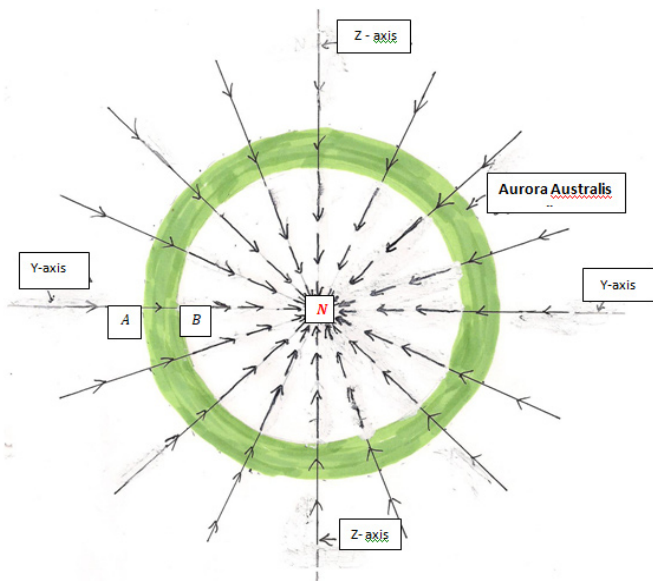 Z - axis
Aurora Australis
..
Y-axis
Y-axis
A
B
N
Z- axis